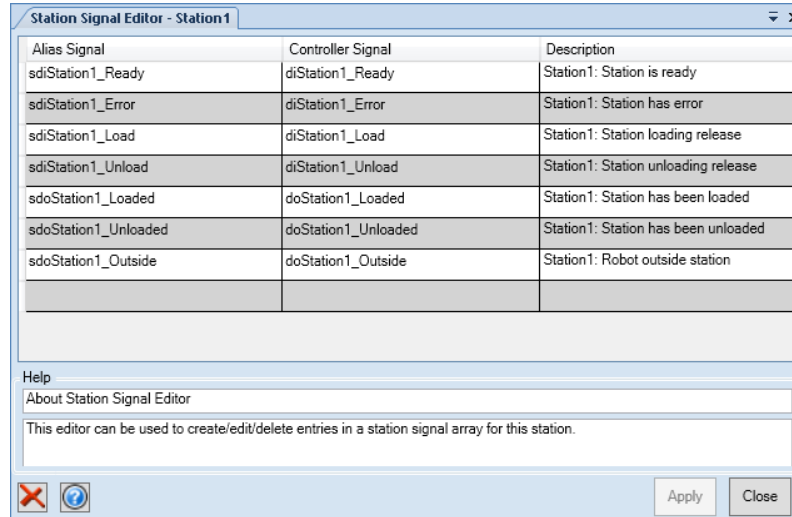 Station Signal Editor - Station1
Alias Signal Controller Signal Description
sdiStation1_Ready diStation1_Ready Station1: Station is ready
sdiStation1_Error diStation1_Error Station1: Station has error
sdiStation1_Load diStation1_Load Station1: Station loading release
sdiStation1_Unload diStation1_Unload Station1: Station unloading release
sdoStation1_Loaded doStation1_Loaded Station1: Station has been loaded
sdoStation1_Unloaded doStation1_Unloaded Station1: Station has been unloaded
sdoStation1_Outside doStation1_Outside Station1: Robot outside station
Help
About Station Signal Editor
This editor can be used to create/edit/delete entries in a station signal array for this station.
Apply Close